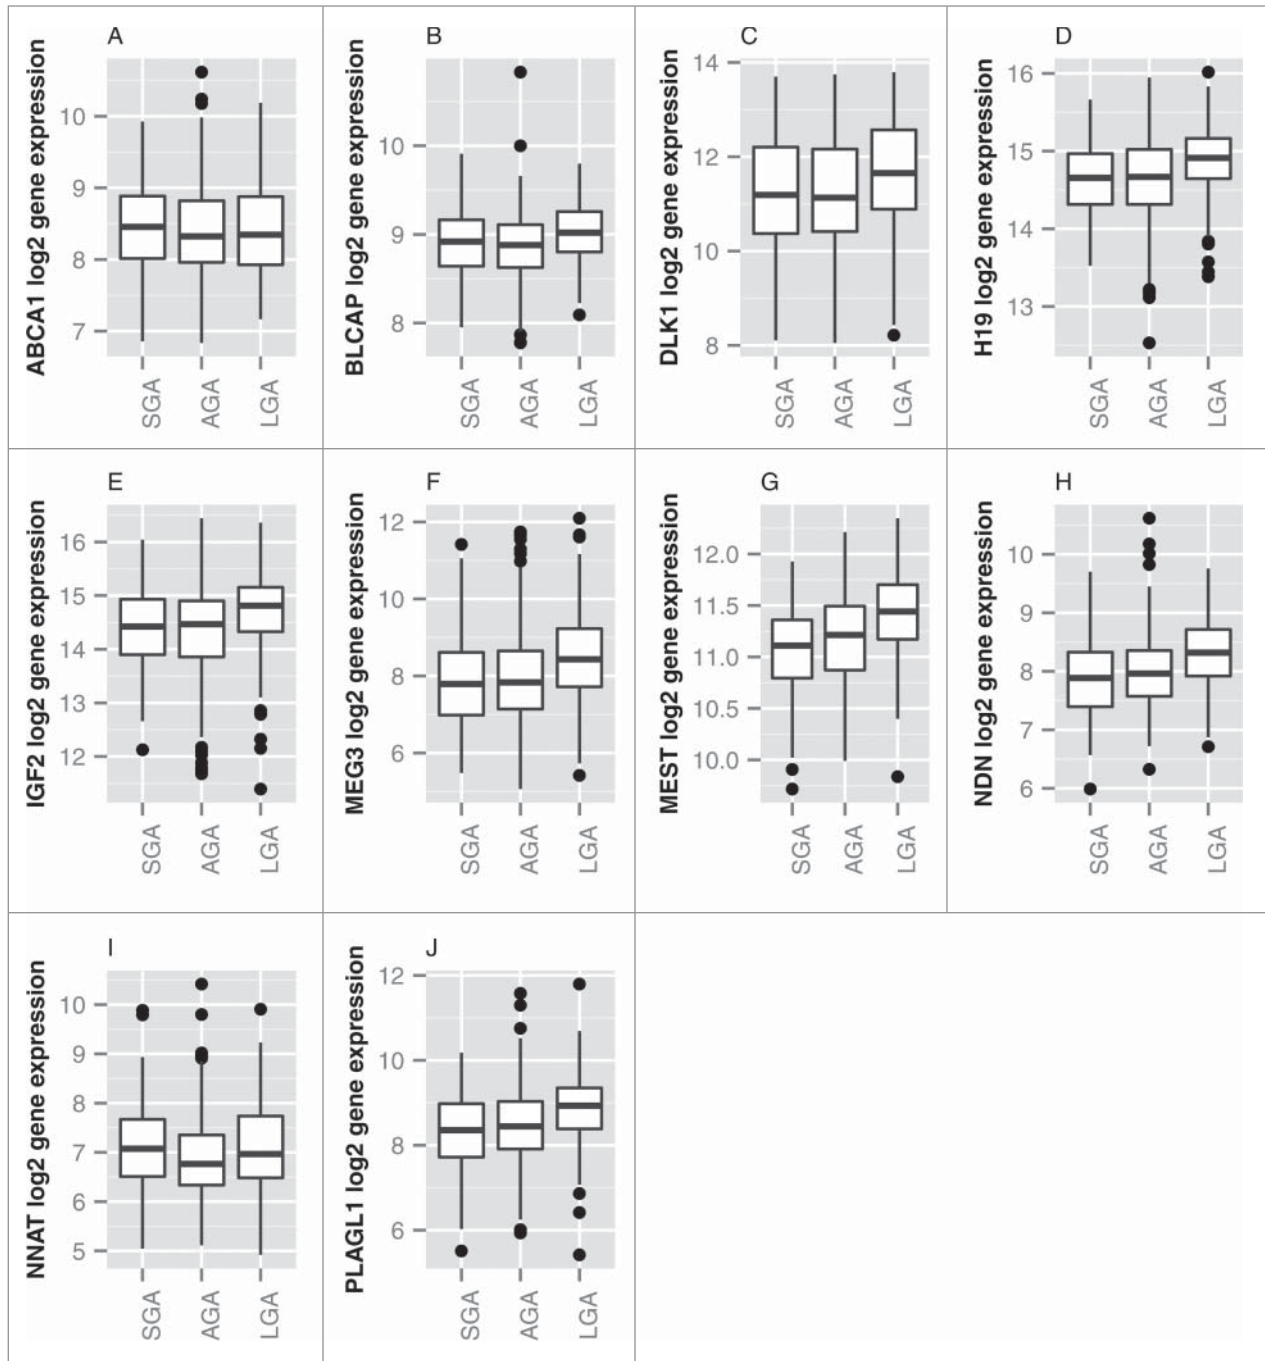 A
ABCA1 log2 gene expression
10
9
8
7
SGA
AGA
LGA
B
BLCAP log2 gene expression
10
9
8
SGA
AGA
LGA
C
DLK1 log2 gene expression
14
12
10
8
SGA
AGA
LGA
D
H19 log2 gene expression
16
15
14
13
SGA
AGA
LGA
E
IGF2 log2 gene expression
16
15
14
13
12
SGA
AGA
LGA
F
MEG3 log2 gene expression
12
10
8
6
SGA
AGA
LGA
G
MEST log2 gene expression
12.0
11.5
11.0
10.5
10.0
SGA
AGA
LGA
H
NDN log2 gene expression
10
9
8
7
6
SGA
AGA
LGA
I
NNAT log2 gene expression
10
9
8
7
6
5
SGA
AGA
LGA
J
PLAGL1 log2 gene expression
12
10
8
6
SGA
AGA
LGA